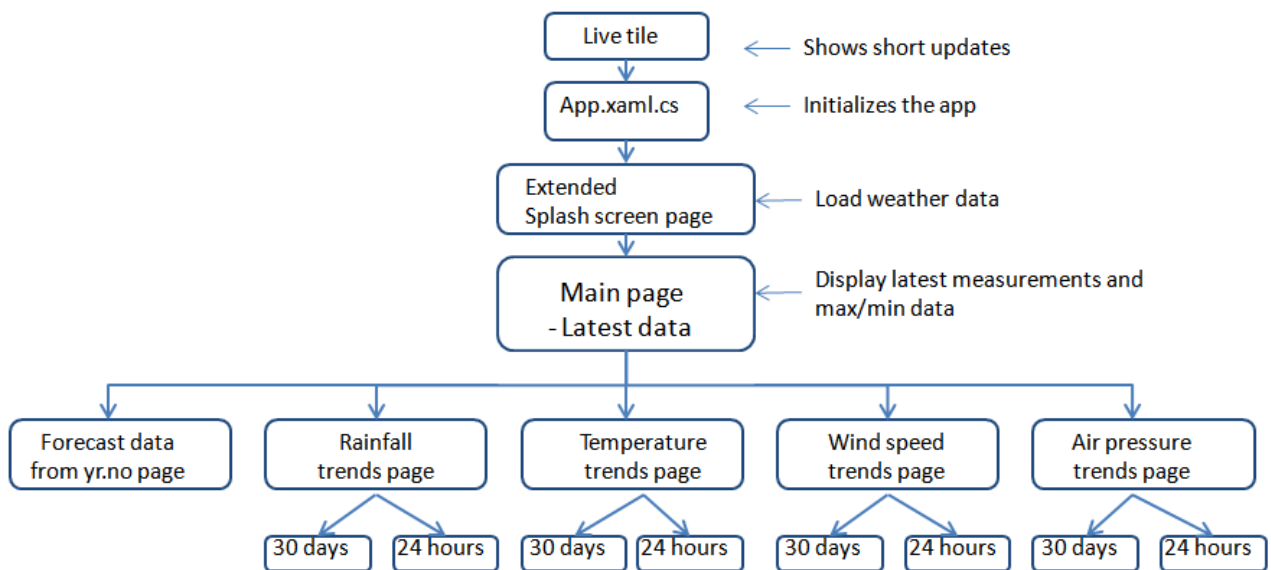 Live tile
Shows short updates
App.xaml.cs
Initializes the app
Extended
Splash screen page
Load weather data
Main page
- Latest data
Display latest measurements and
max/min data
Forecast data
from yr.no page
Rainfall
trends page
Temperature
trends page
Wind speed
trends page
Air pressure
trends page
30 days
24 hours
30 days
24 hours
30 days
24 hours
30 days
24 hours